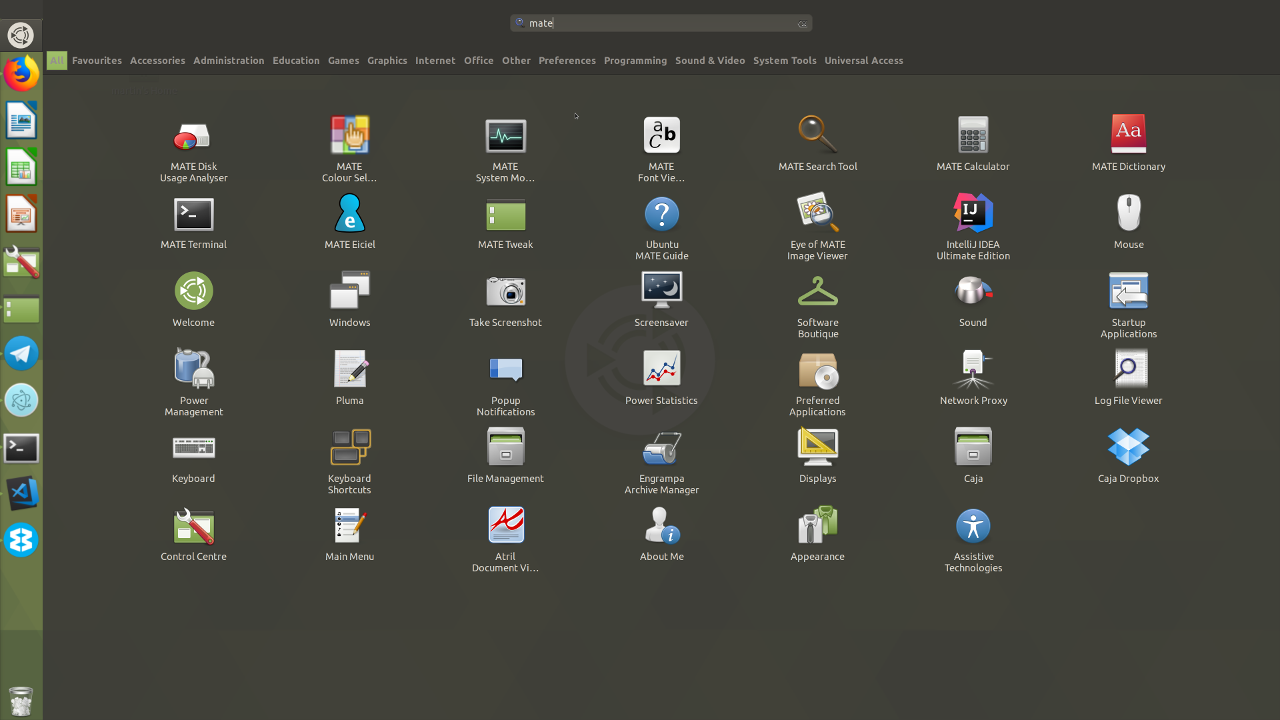 mate
All Favourites Accessories Administration Education Games Graphics Internet Office Other Preferences Programming Sound & Video System Tools Universal Access
MATE Disk
Usage Analyser
MATE
Colour Sel...
MATE
System Mo...
MATE
Font Vie...
MATE Search Tool
MATE Calculator
Aa
MATE Dictionary
MATE Terminal
MATE Eiciel
MATE Tweak
Ubuntu
MATE Guide
Eye of MATE
Image Viewer
IJ
IntelliJ IDEA
Ultimate Edition
Mouse
Welcome
Windows
Take Screenshot
Screensaver
Software
Boutique
Sound
Startup
Applications
Power
Management
Pluma
Popup
Notifications
Power Statistics
Preferred
Applications
Network Proxy
Log File Viewer
Keyboard
Keyboard
Shortcuts
File Management
Engrampa
Archive Manager
Displays
Caja
Caja Dropbox
Control Centre
Main Menu
Atril
Document Vi...
About Me
Appearance
Assistive
Technologies